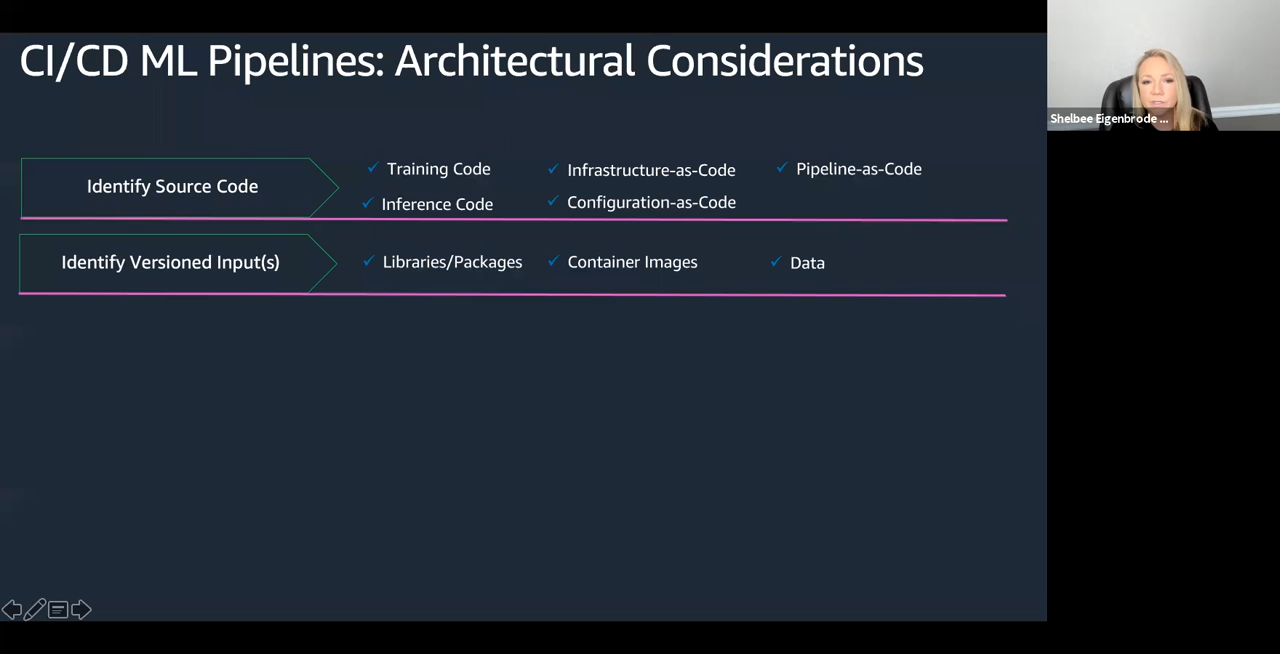 CI/CD ML Pipelines: Architectural Considerations
Shelbee Eigenbrode ...
Identify Source Code
✓ Training Code
✓ Infrastructure-as-Code
✓ Pipeline-as-Code
✓ Inference Code
✓ Configuration-as-Code
Identify Versioned Input(s)
✓ Libraries/Packages
✓ Container Images
✓ Data